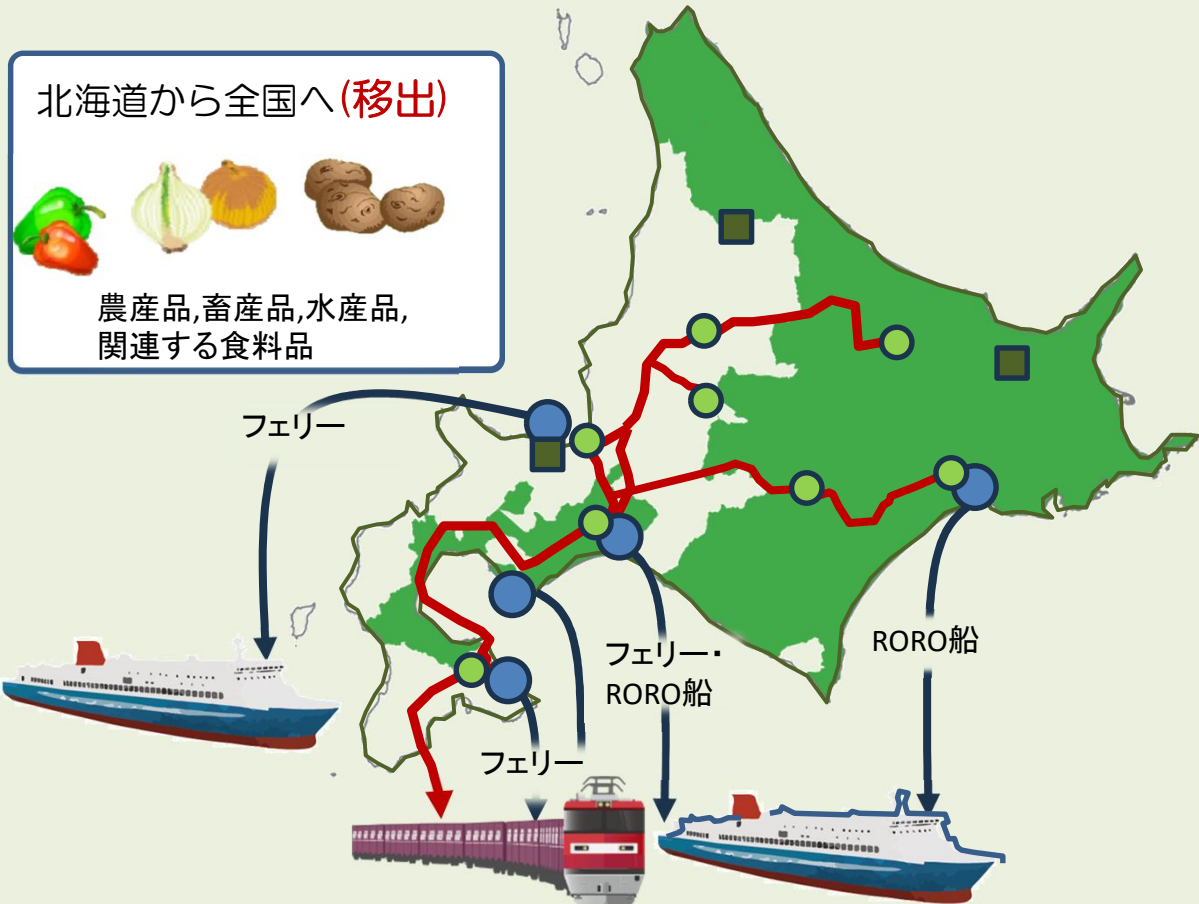 北海道から全国へ(移出)
農産品,畜産品,水産品,
関連する食料品
フェリー
フェリー・
RORO船
RORO船
フェリー